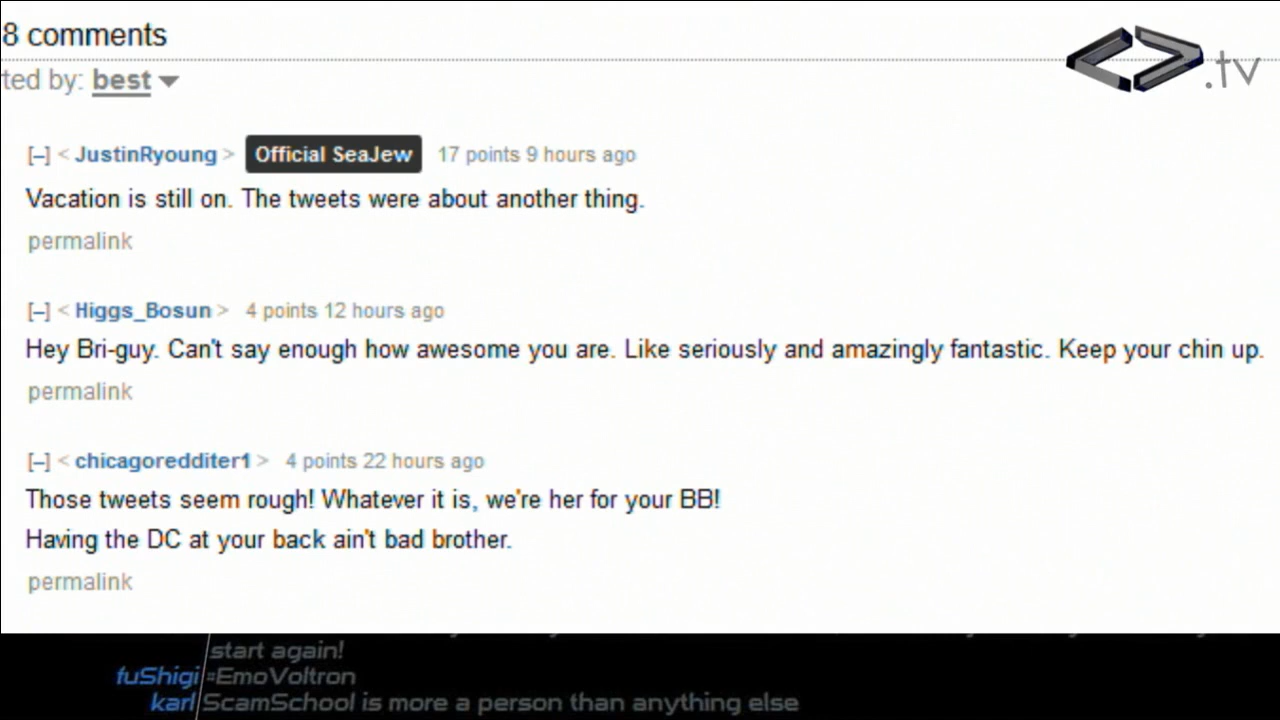 8 comments
.tv
ted by: best
[–] < JustinRyoung > Official SeaJew 17 points 9 hours ago
Vacation is still on. The tweets were about another thing.
permalink
[–] < Higgs_Bosun > 4 points 12 hours ago
Hey Bri-guy. Can't say enough how awesome you are. Like seriously and amazingly fantastic. Keep your chin up.
permalink
[–] < chicagoredditer1 > 4 points 22 hours ago
Those tweets seem rough! Whatever it is, we're her for your BB!
Having the DC at your back ain't bad brother.
permalink
start again!
fuShigi =EmoVoltron
karl ScamSchool is more a person than anything else